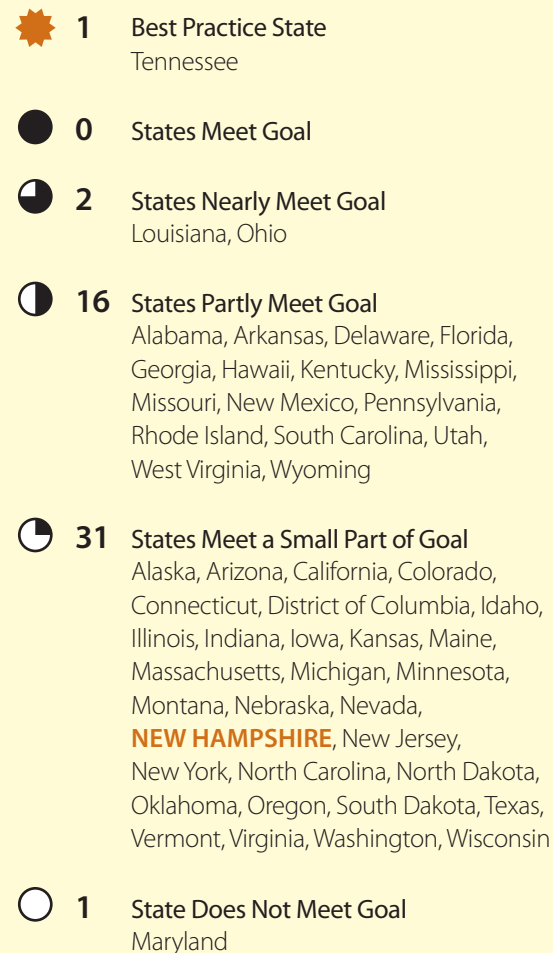 1 Best Practice State
Tennessee
0 States Meet Goal
2 States Nearly Meet Goal
Louisiana, Ohio
16 States Partly Meet Goal
Alabama, Arkansas, Delaware, Florida,
Georgia, Hawaii, Kentucky, Mississippi,
Missouri, New Mexico, Pennsylvania,
Rhode Island, South Carolina, Utah,
West Virginia, Wyoming
31 States Meet a Small Part of Goal
Alaska, Arizona, California, Colorado,
Connecticut, District of Columbia, Idaho,
Illinois, Indiana, Iowa, Kansas, Maine,
Massachusetts, Michigan, Minnesota,
Montana, Nebraska, Nevada,
NEW HAMPSHIRE, New Jersey,
New York, North Carolina, North Dakota,
Oklahoma, Oregon, South Dakota, Texas,
Vermont, Virginia, Washington, Wisconsin
1 State Does Not Meet Goal
Maryland